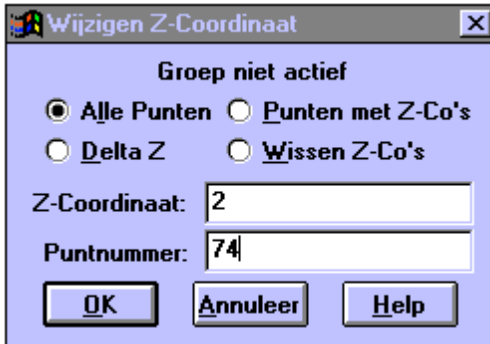 Wijzigen Z-Coordinaat
Groep niet actief
Alle Punten Punten met Z-Co's
Delta Z Wissen Z-Co's
Z-Coordinaat: 2
Puntnummer: 74
OK Annuleer Help